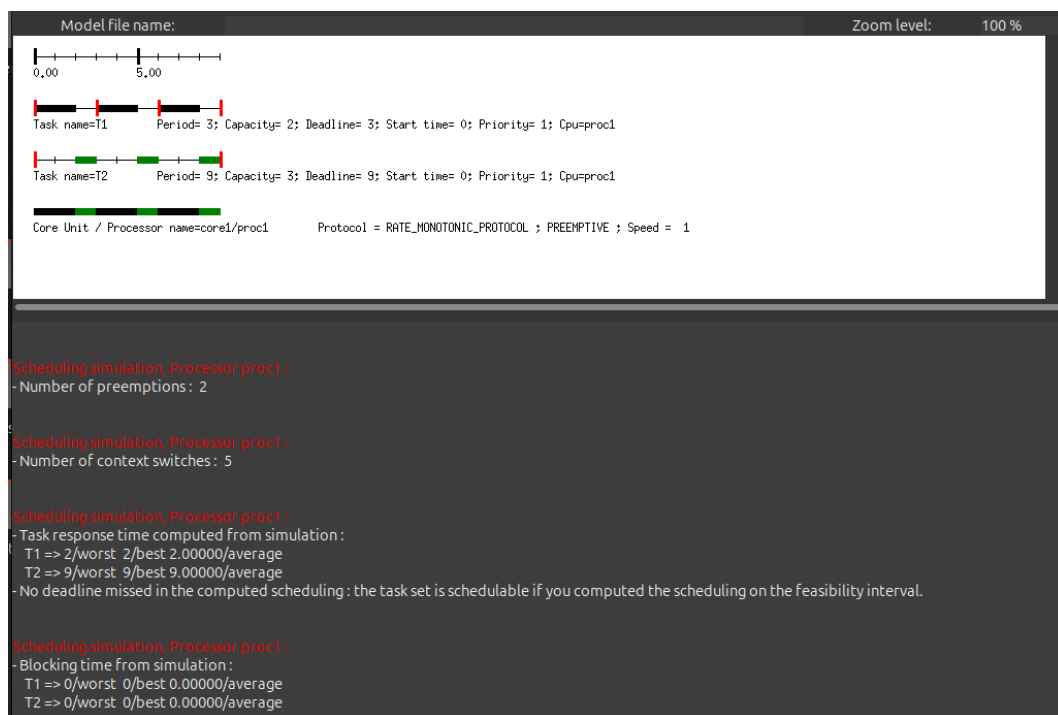 Model file name: Zoom level: 100 %
0.00 5.00
Task name=T1 Period= 3; Capacity= 2; Deadline= 3; Start time= 0; Priority= 1; Cpu=proc1
Task name=T2 Period= 9; Capacity= 3; Deadline= 9; Start time= 0; Priority= 1; Cpu=proc1
Core Unit / Processor name=core1/proc1 Protocol = RATE_MONOTONIC_PROTOCOL ; PREEMPTIVE ; Speed = 1
Scheduling simulation, Processor proc1 :
- Number of preemptions : 2
Scheduling simulation, Processor proc1 :
- Number of context switches : 5
Scheduling simulation, Processor proc1 :
- Task response time computed from simulation :
T1 => 2/worst 2/best 2.00000/average
T2 => 9/worst 9/best 9.00000/average
- No deadline missed in the computed scheduling : the task set is schedulable if you computed the scheduling on the feasibility interval.
Scheduling simulation, Processor proc1 :
- Blocking time from simulation :
T1 => 0/worst 0/best 0.00000/average
T2 => 0/worst 0/best 0.00000/average